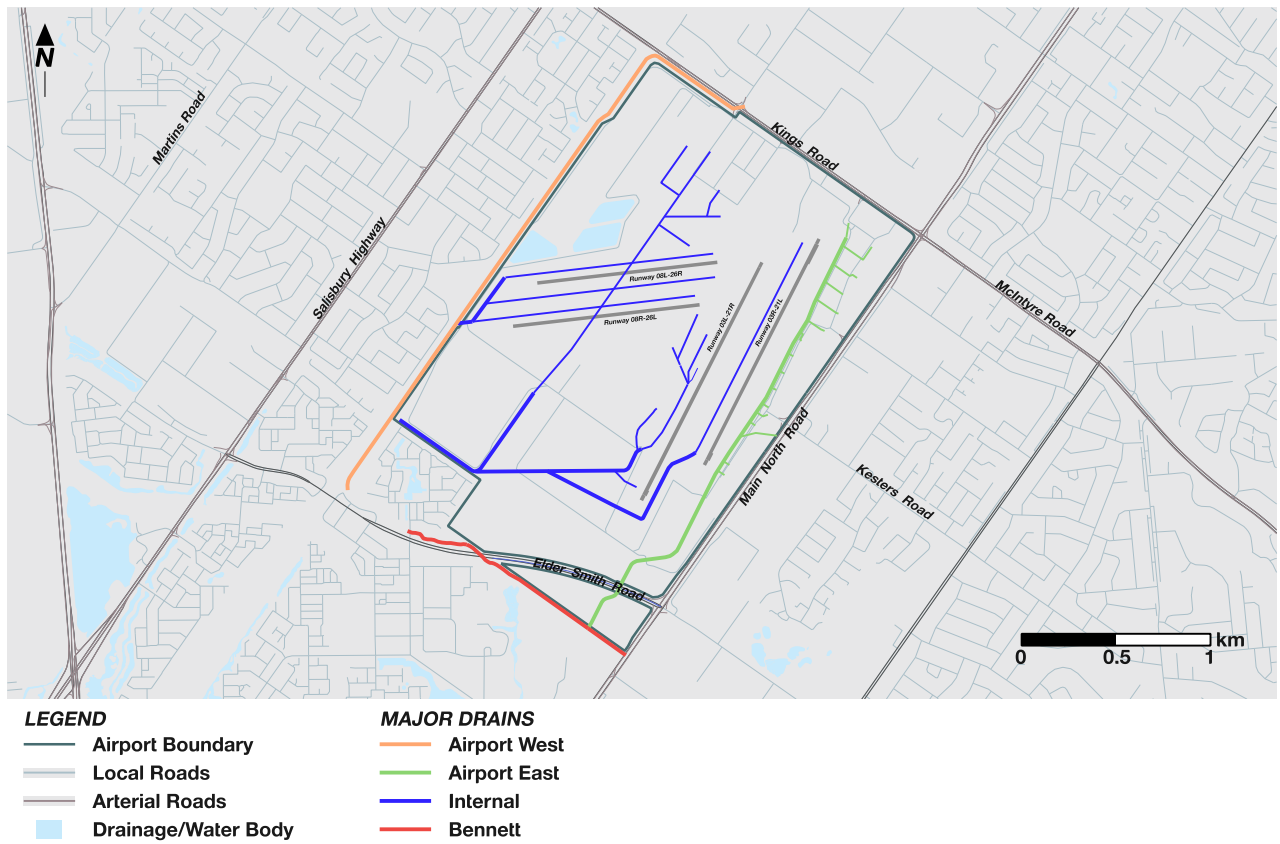 N
Martins Road
Kings Road
Salisbury Highway
Runway 08L-26R
McIntyre Road
Runway 08R-26L
Runway 03L-21R
Runway 03R-21L
Main North Road
Kesters Road
Elder Smith Road
km
0 0.5 1
LEGEND
Airport Boundary
Local Roads
Arterial Roads
Drainage/Water Body
MAJOR DRAINS
Airport West
Airport East
Internal
Bennett